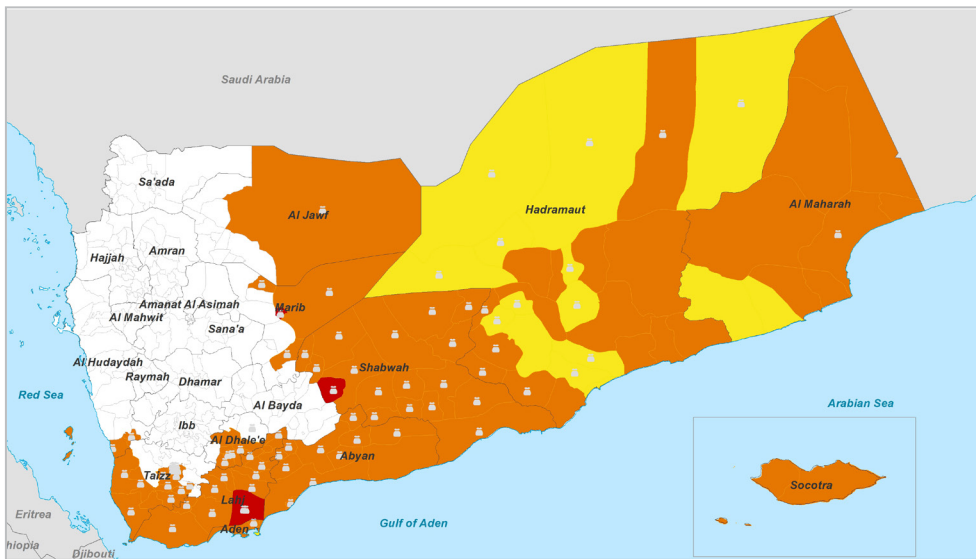 Saudi Arabia
Sa'ada
Al Jawf
Hadramaut
Al Maharah
Hajjah
Amran
Amanat Al Asimah
Marib
Al Mahwit
Sana'a
Al Hudaydah
Shabwah
Raymah
Dhamar
Red Sea
Al Bayda
Arabian Sea
Ibb
Al Dhale'e
Abyan
Taizz
Socotra
Lahj
Eritrea
Aden
Gulf of Aden
hiopia
Djibouti